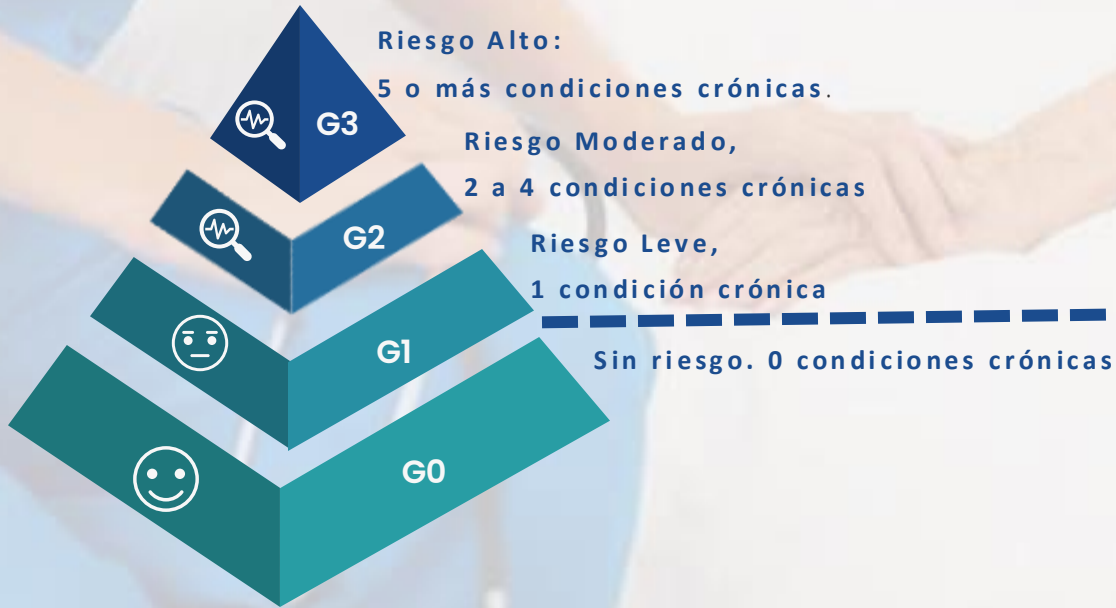 Riesgo Alto:
5 o más condiciones crónicas.
G3
Riesgo Moderado,
2 a 4 condiciones crónicas
G2
Riesgo Leve,
1 condición crónica
G1
Sin riesgo. 0 condiciones crónicas
G0